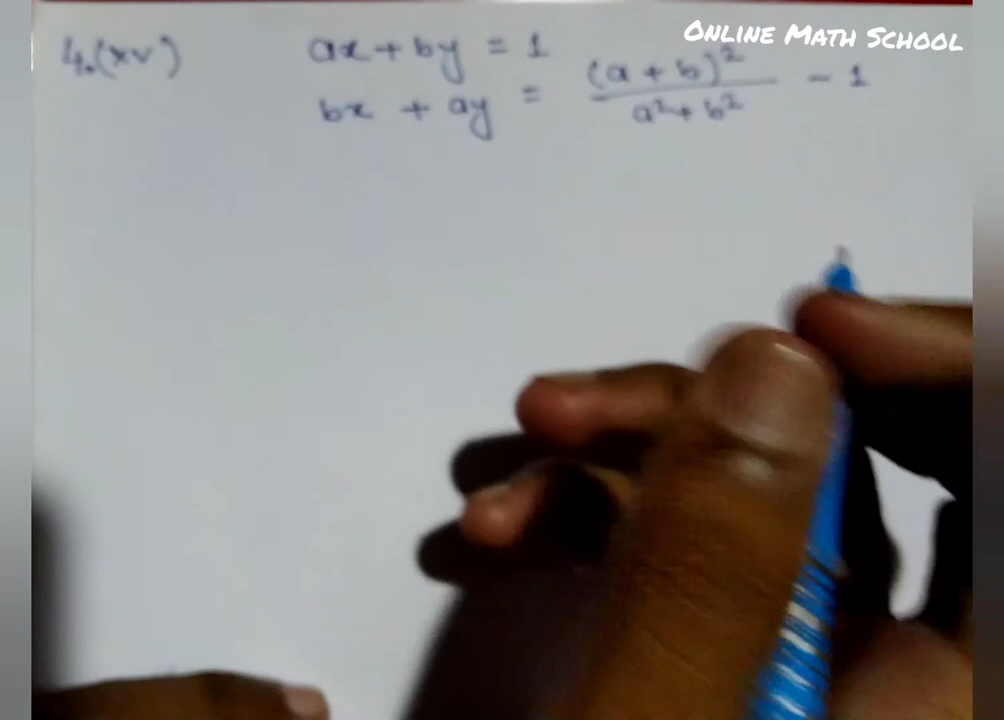 ONLINE MATH SCHOOL
4.(xv) ax + by = 1
bx + ay = (a + b)² / a² + b² - 1